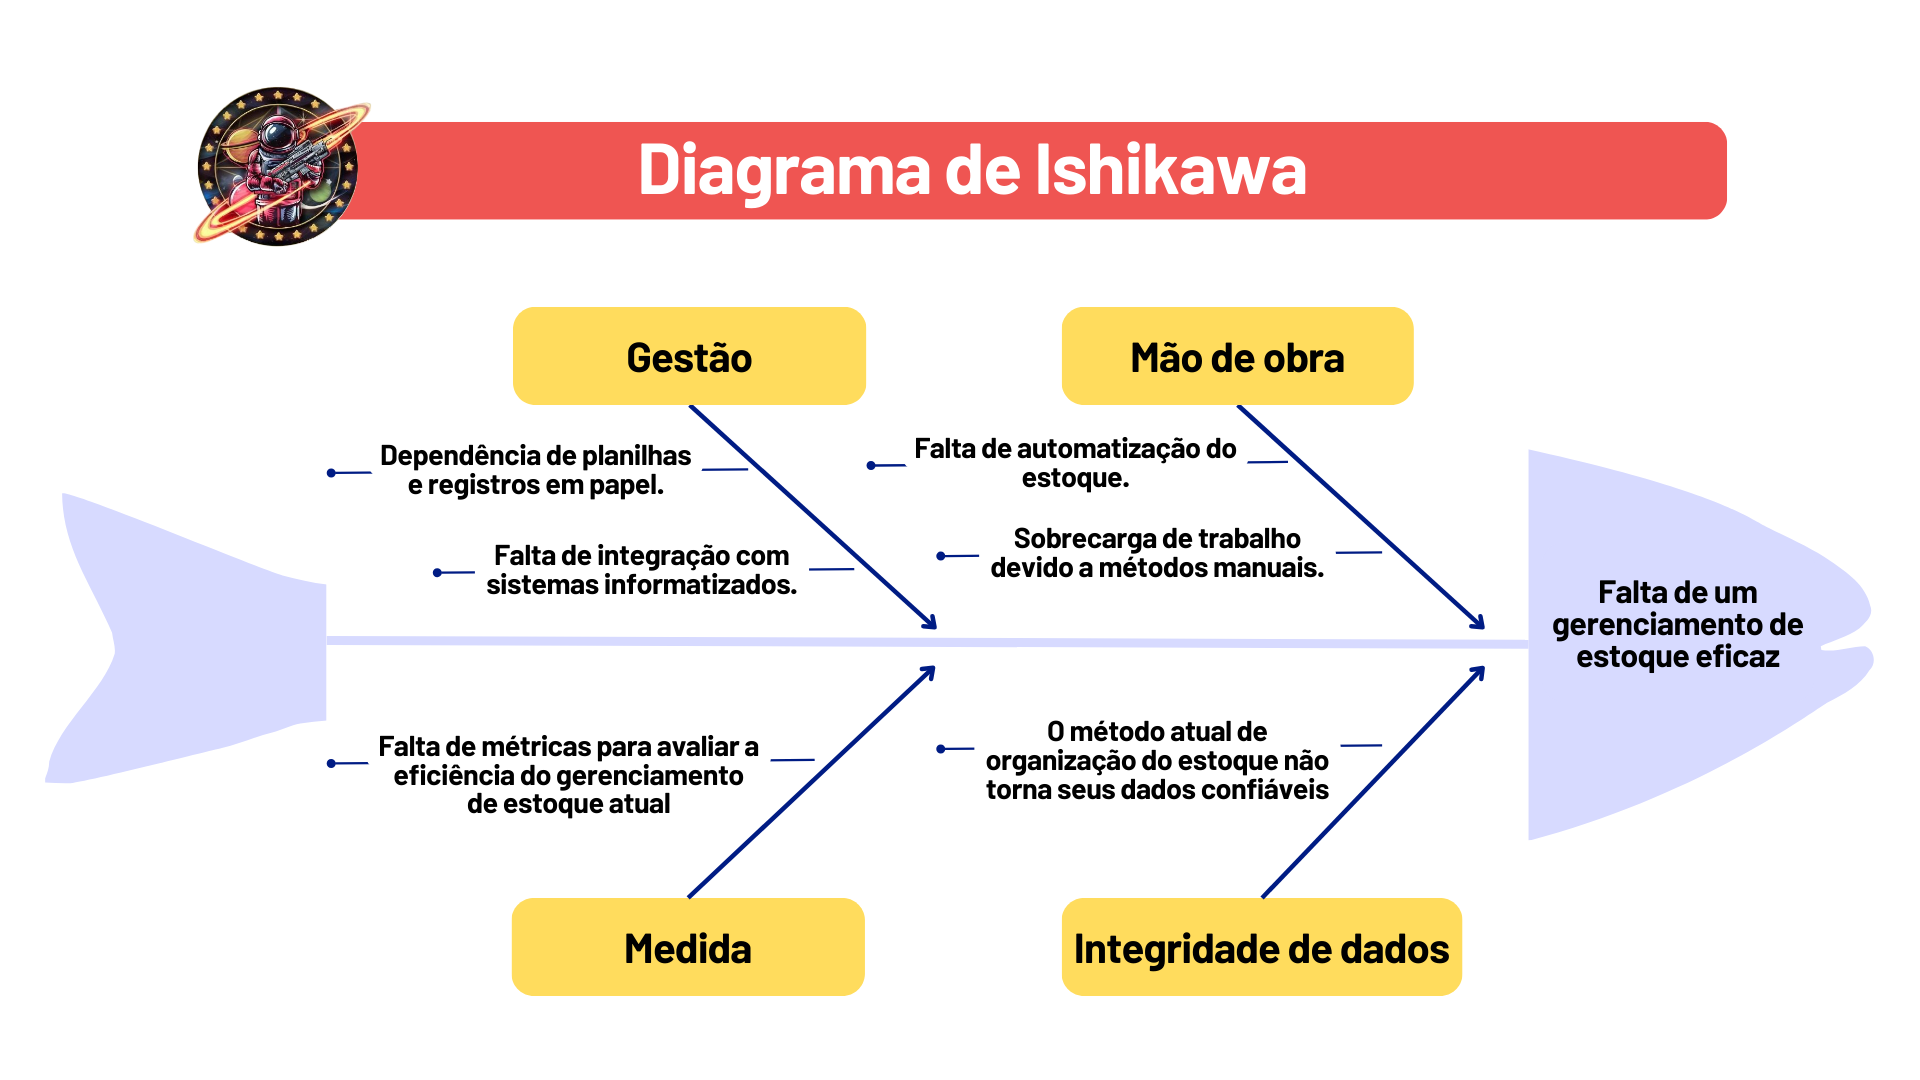 Diagrama de Ishikawa
Gestão
Mão de obra
Dependência de planilhas
e registros em papel.
Falta de automatização do
estoque.
Falta de integração com
sistemas informatizados.
Sobrecarga de trabalho
devido a métodos manuais.
Falta de um
gerenciamento de
estoque eficaz
Falta de métricas para avaliar a
eficiência do gerenciamento
de estoque atual
O método atual de
organização do estoque não
torna seus dados confiáveis
Medida
Integridade de dados